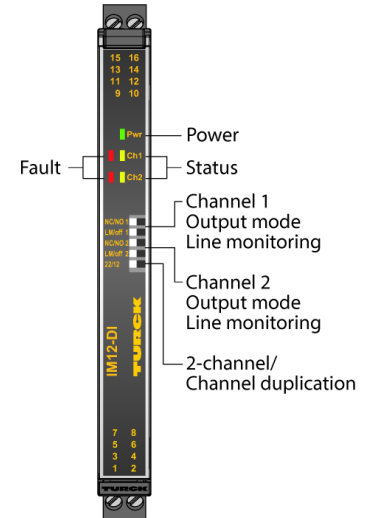 15 16
13 14
11 12
9 10
Pwr
Power
Fault
Ch1
Status
Ch2
NC/NO 1
LM/off 1
NC/NO 2
LM/off 2
22/12
Channel 1
Output mode
Line monitoring
Channel 2
Output mode
Line monitoring
2-channel/
Channel duplication
IM12-DI
TURCK
7 8
5 6
3 4
1 2
TURCK